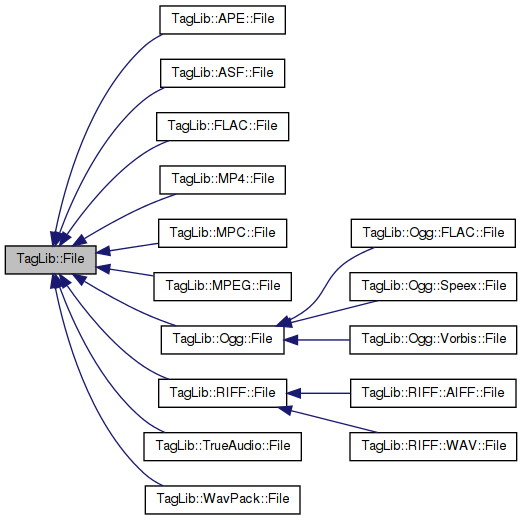 TagLib::APE::File
TagLib::ASF::File
TagLib::FLAC::File
TagLib::MP4::File
TagLib::MPC::File
TagLib::Ogg::FLAC::File
TagLib::File
TagLib::MPEG::File
TagLib::Ogg::Speex::File
TagLib::Ogg::File
TagLib::Ogg::Vorbis::File
TagLib::RIFF::File
TagLib::RIFF::AIFF::File
TagLib::TrueAudio::File
TagLib::RIFF::WAV::File
TagLib::WavPack::File